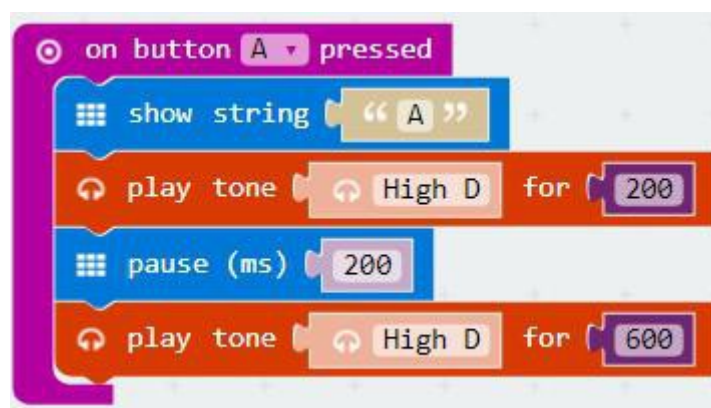 on button A pressed
show string “ A ”
play tone High D for 200
pause (ms) 200
play tone High D for 600